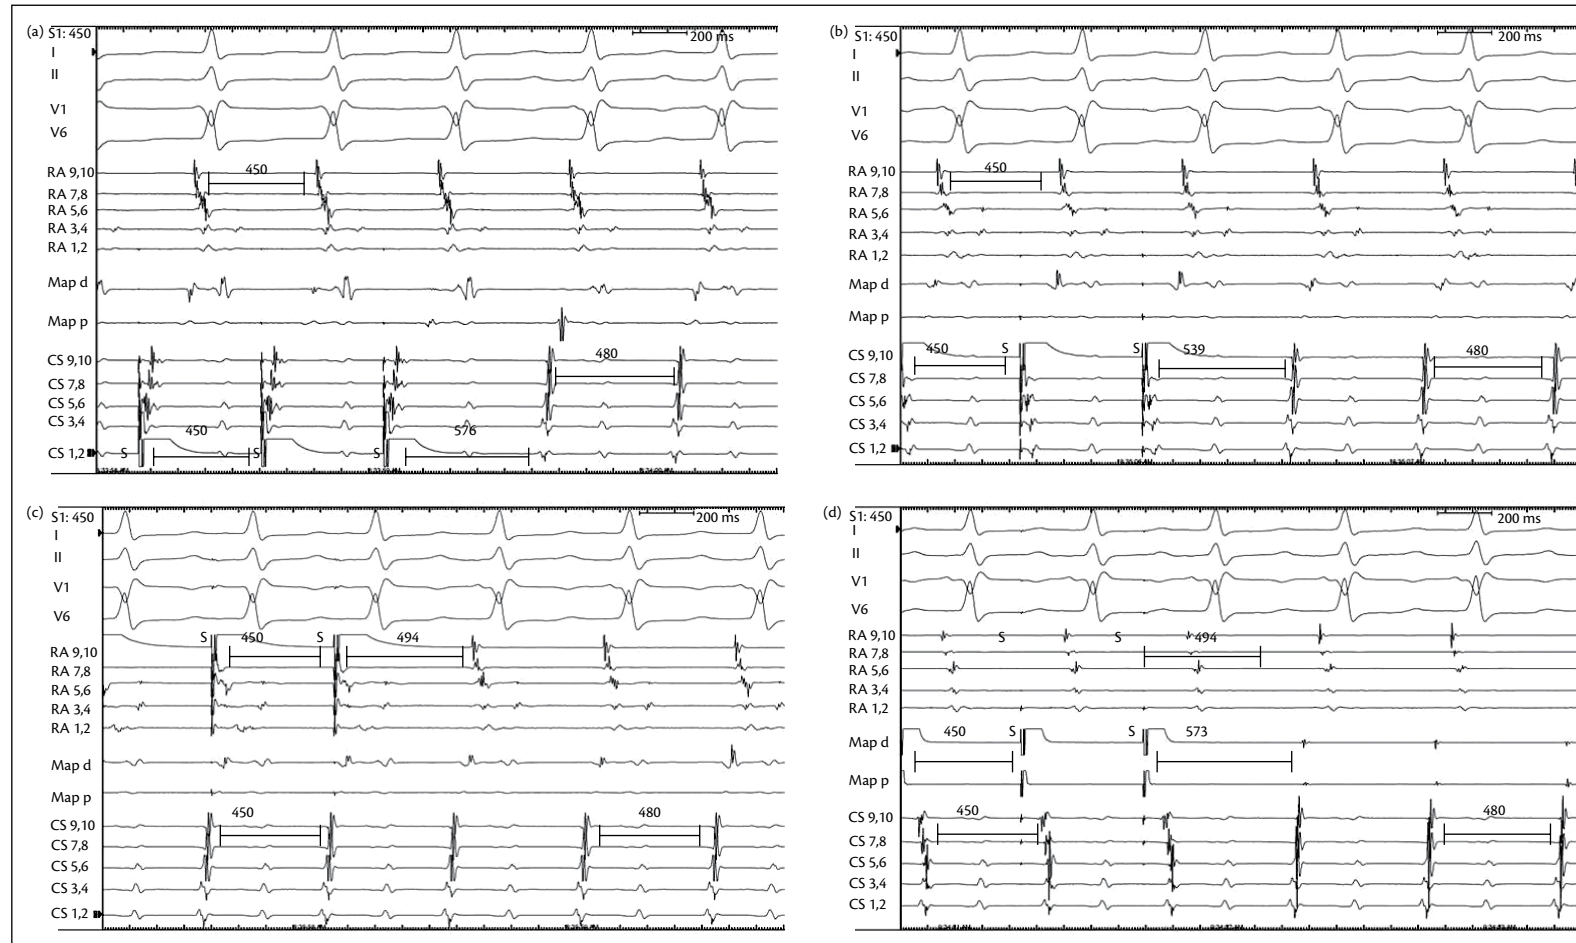 (a) S1: 450
200 ms
I
II
V1
V6
RA 9,10
450
RA 7,8
RA 5,6
RA 3,4
RA 1,2
Map d
Map p
CS 9,10
480
CS 7,8
CS 5,6
CS 3,4
450
576
CS 1,2
S
S
S
(b) S1: 450
200 ms
I
II
V1
V6
RA 9,10
450
RA 7,8
RA 5,6
RA 3,4
RA 1,2
Map d
Map p
CS 9,10
450
S
S
539
480
CS 7,8
CS 5,6
CS 3,4
CS 1,2
(c) S1: 450
200 ms
I
II
V1
V6
S
450
S
494
RA 9,10
RA 7,8
RA 5,6
RA 3,4
RA 1,2
Map d
Map p
450
480
CS 9,10
CS 7,8
CS 5,6
CS 3,4
CS 1,2
(d) S1: 450
200 ms
I
II
V1
V6
RA 9,10
S
S
494
RA 7,8
RA 5,6
RA 3,4
RA 1,2
Map d
450
S
S
573
Map p
CS 9,10
450
480
CS 7,8
CS 5,6
CS 3,4
CS 1,2